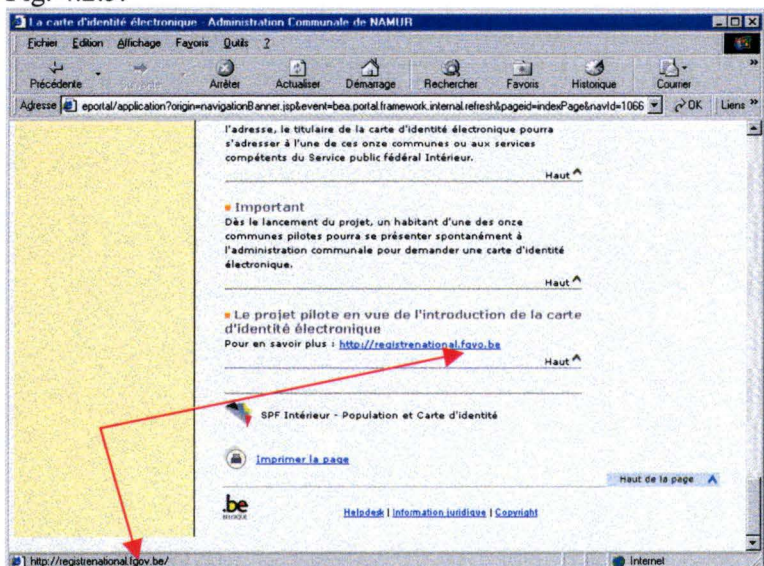 La carte d'identité électronique - Administration Communale de NAMUR
Fichier Edition Affichage Favoris Outils ?
Précédente Arrêter Actualiser Démarrage Rechercher Favoris Historique Courrier »
Adresse eportal/application?origin=navigationBanner.jsp&event=bea.portal.framework.internal.refresh&pageid=indexPage&navId=1066 OK Liens »
l'adresse, le titulaire de la carte d'identité électronique pourra
s'adresser à l'une de ces onze communes ou aux services
compétents du Service public fédéral Intérieur.
Haut
Important
Dès le lancement du projet, un habitant d'une des onze
communes pilotes pourra se présenter spontanément à
l'administration communale pour demander une carte d'identité
électronique.
Haut
Le projet pilote en vue de l'introduction de la carte
d'identité électronique
Pour en savoir plus : http://registrenational.fgvo.be
Haut
SPF Intérieur - Population et Carte d'identité
Imprimer la page
Haut de la page
.be
Helpdesk | Information juridique | Copyright
http://registrenational.fgov.be/ Internet